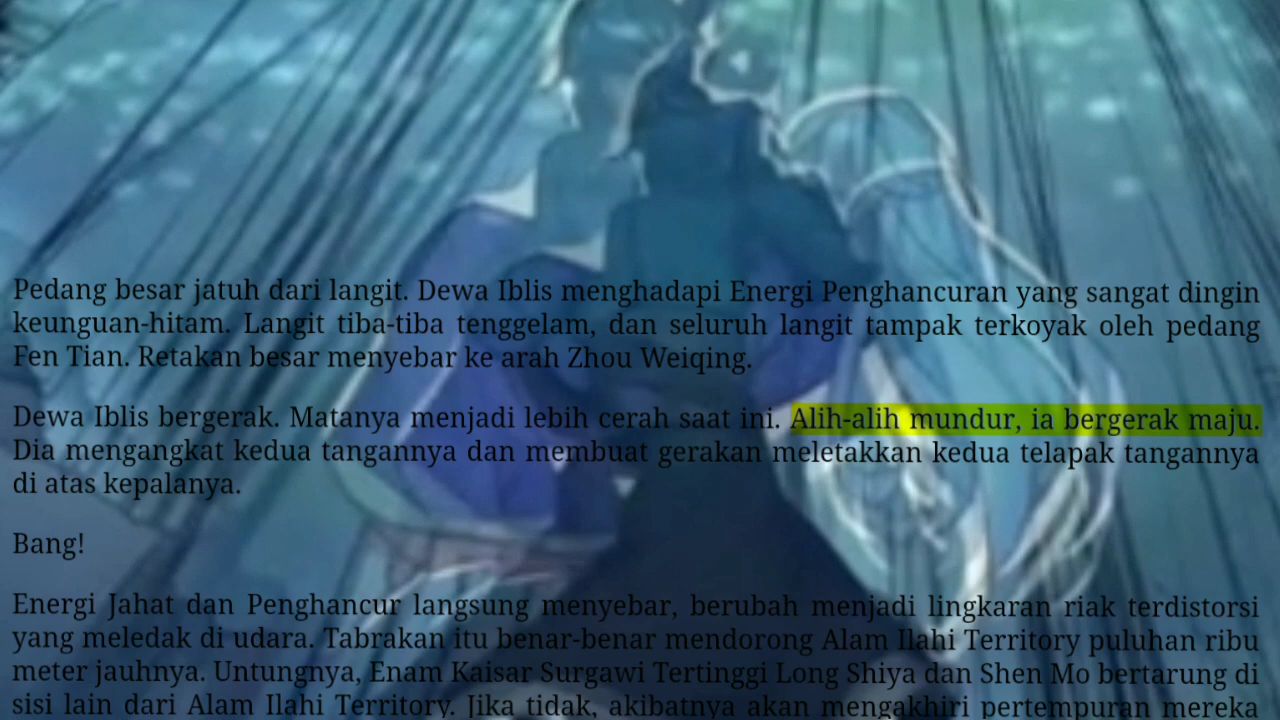 Pedang besar jatuh dari langit. Dewa Iblis menghadapi Energi Penghancuran yang sangat dingin
keunguan-hitam. Langit tiba-tiba tenggelam, dan seluruh langit tampak terkoyak oleh pedang
Fen Tian. Retakan besar menyebar ke arah Zhou Weiqing.
Dewa Iblis bergerak. Matanya menjadi lebih cerah saat ini. Alih-alih mundur, ia bergerak maju.
Dia mengangkat kedua tangannya dan membuat gerakan meletakkan kedua telapak tangannya
di atas kepalanya.
Bang!
Energi Jahat dan Penghancur langsung menyebar, berubah menjadi lingkaran riak terdistorsi
yang meledak di udara. Tabrakan itu benar-benar mendorong Alam Ilahi Territory puluhan ribu
meter jauhnya. Untungnya, Enam Kaisar Surgawi Tertinggi Long Shiya dan Shen Mo bertarung di
sisi lain dari Alam Ilahi Territory. Jika tidak, akibatnya akan mengakhiri pertempuran mereka